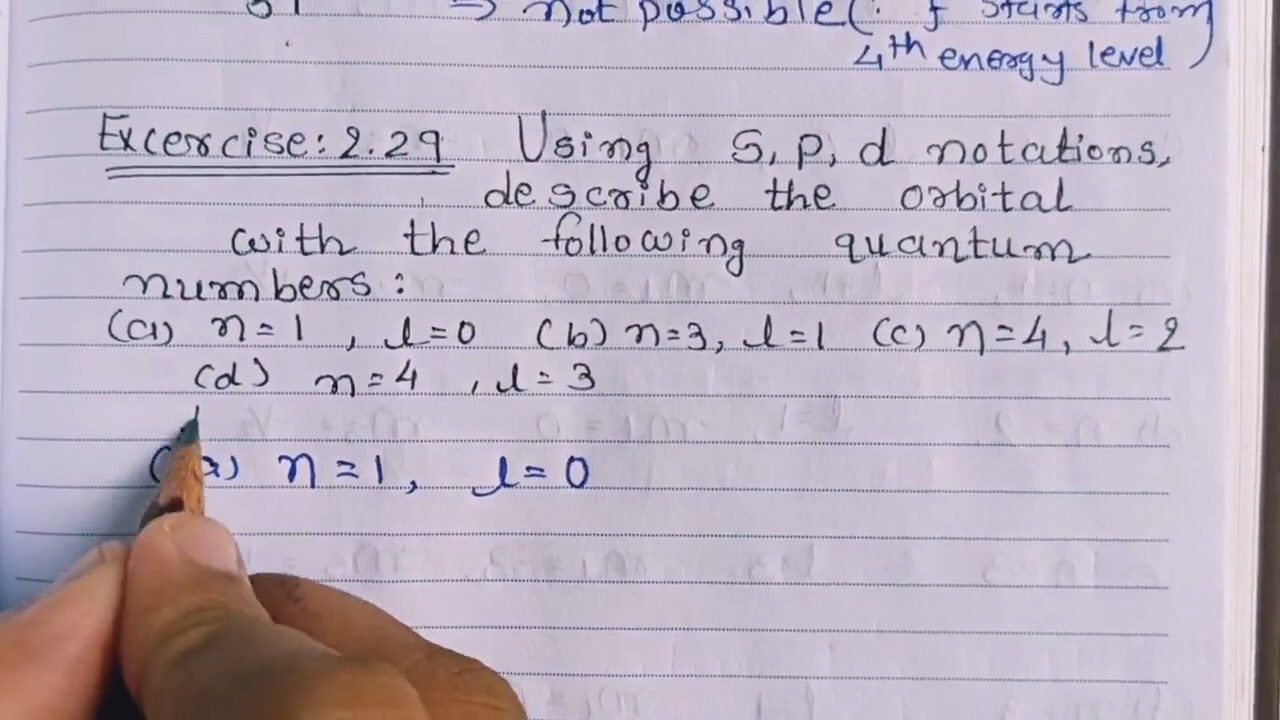 ⇒ not possible (∵ f starts from
4th energy level)
Excercise: 2.29 Using s, p, d notations,
describe the orbital
with the following quantum
numbers:
(a) n=1, l=0 (b) n=3, l=1 (c) n=4, l=2
(d) n=4, l=3
(a) n=1, l=0